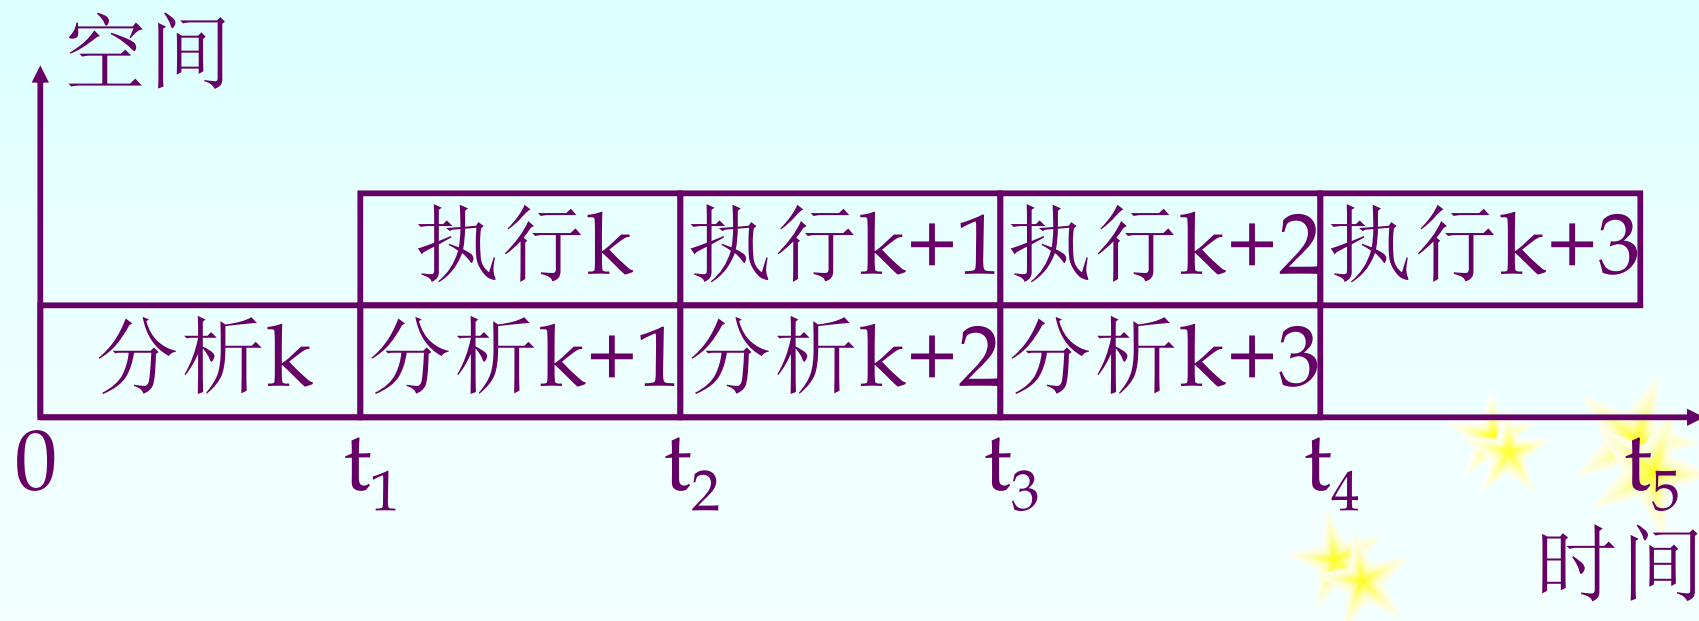 空间
执行k 执行k+1 执行k+2 执行k+3
分析k 分析k+1 分析k+2 分析k+3
0 t₁ t₂ t₃ t₄ t₅
时间